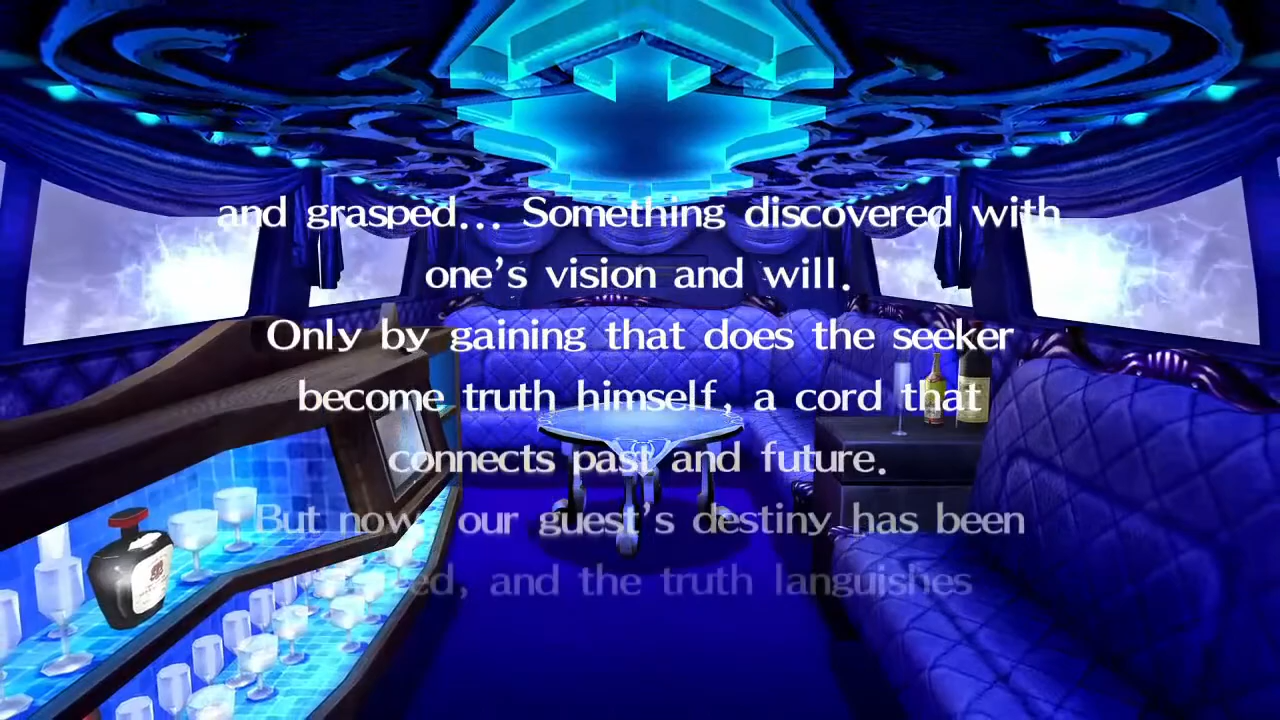 and grasped... Something discovered with
one's vision and will.
Only by gaining that does the seeker
become truth himself, a cord that
connects past and future.
But now, our guest's destiny has been
and the truth languishes